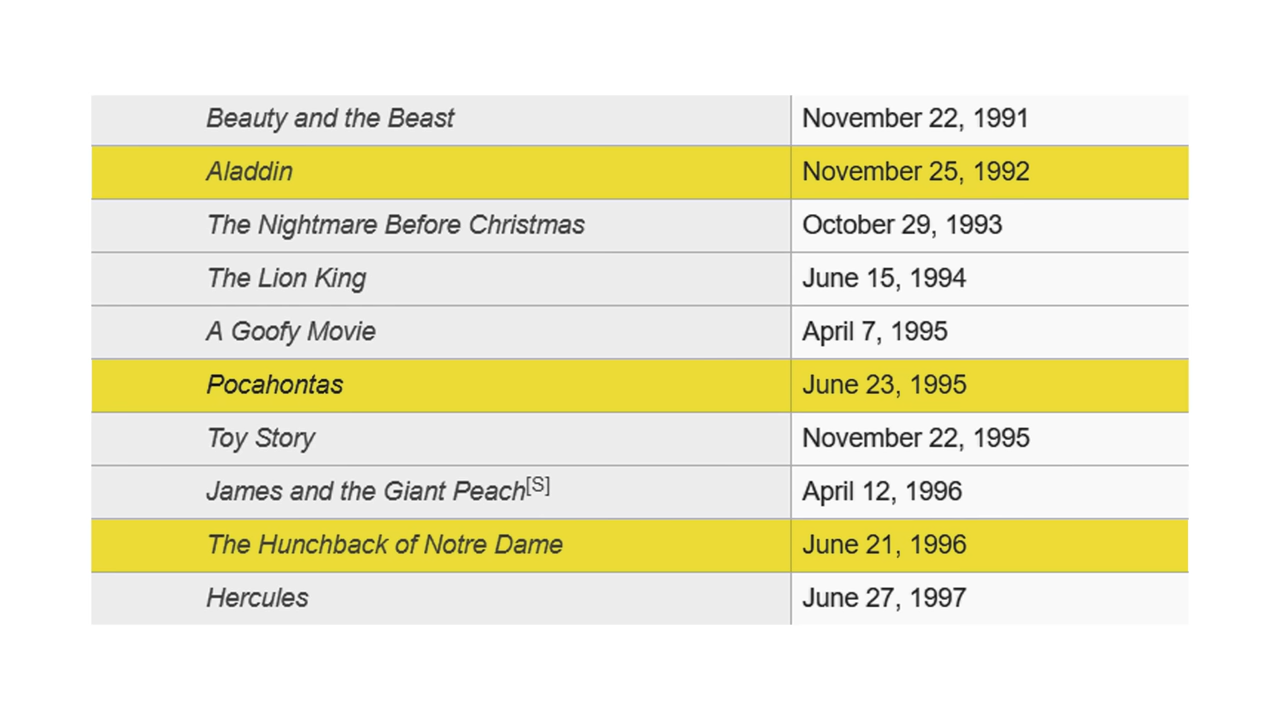 Beauty and the Beast November 22, 1991
Aladdin November 25, 1992
The Nightmare Before Christmas October 29, 1993
The Lion King June 15, 1994
A Goofy Movie April 7, 1995
Pocahontas June 23, 1995
Toy Story November 22, 1995
James and the Giant Peach[S] April 12, 1996
The Hunchback of Notre Dame June 21, 1996
Hercules June 27, 1997